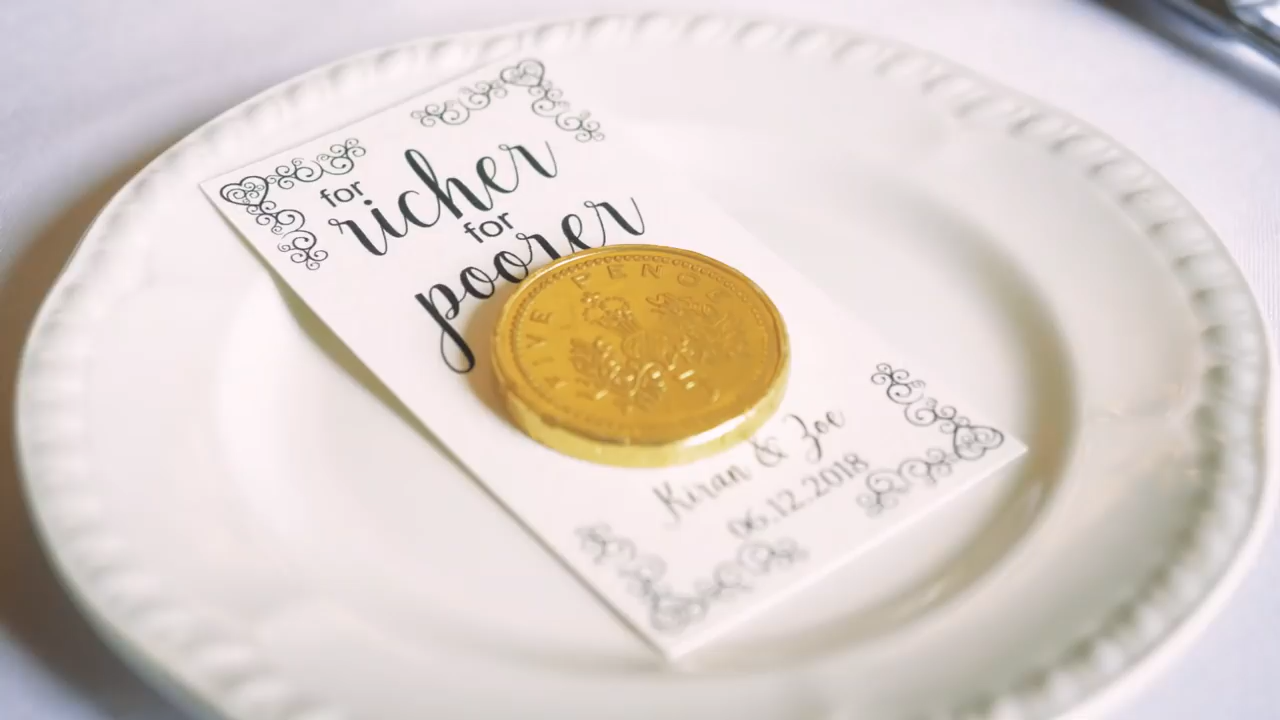 for
richer
for
poorer
FIVE PENCE
Kiran & Zoe
06.12.2018